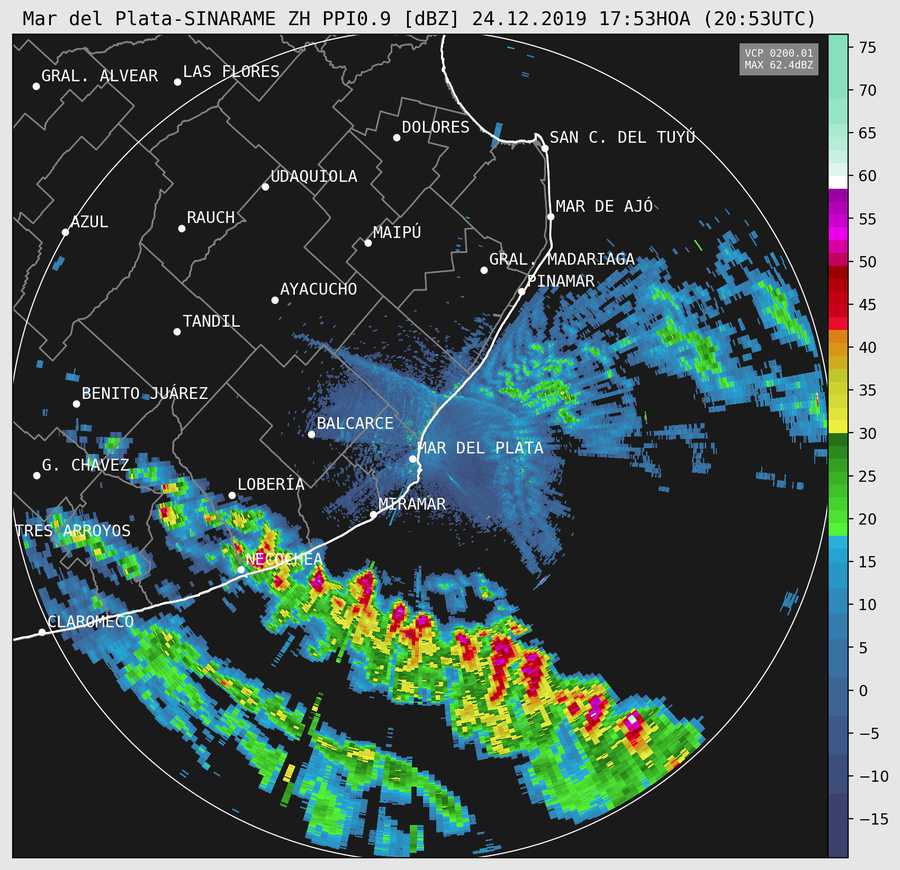 Mar del Plata-SINARAME ZH PPI0.9 [dBZ] 24.12.2019 17:53HOA (20:53UTC)
VCP 0200.01
MAX 62.4dBZ
GRAL. ALVEAR
LAS FLORES
DOLORES
SAN C. DEL TUYÚ
UDAQUIOLA
MAR DE AJÓ
AZUL
RAUCH
MAIPÚ
GRAL. MADARIAGA
PINAMAR
AYACUCHO
TANDIL
BENITO JUÁREZ
BALCARCE
MAR DEL PLATA
G. CHAVEZ
LOBERÍA
MIRAMAR
TRES ARROYOS
NECOCHEA
CLAROMECO
75
70
65
60
55
50
45
40
35
30
25
20
15
10
5
0
−5
−10
−15